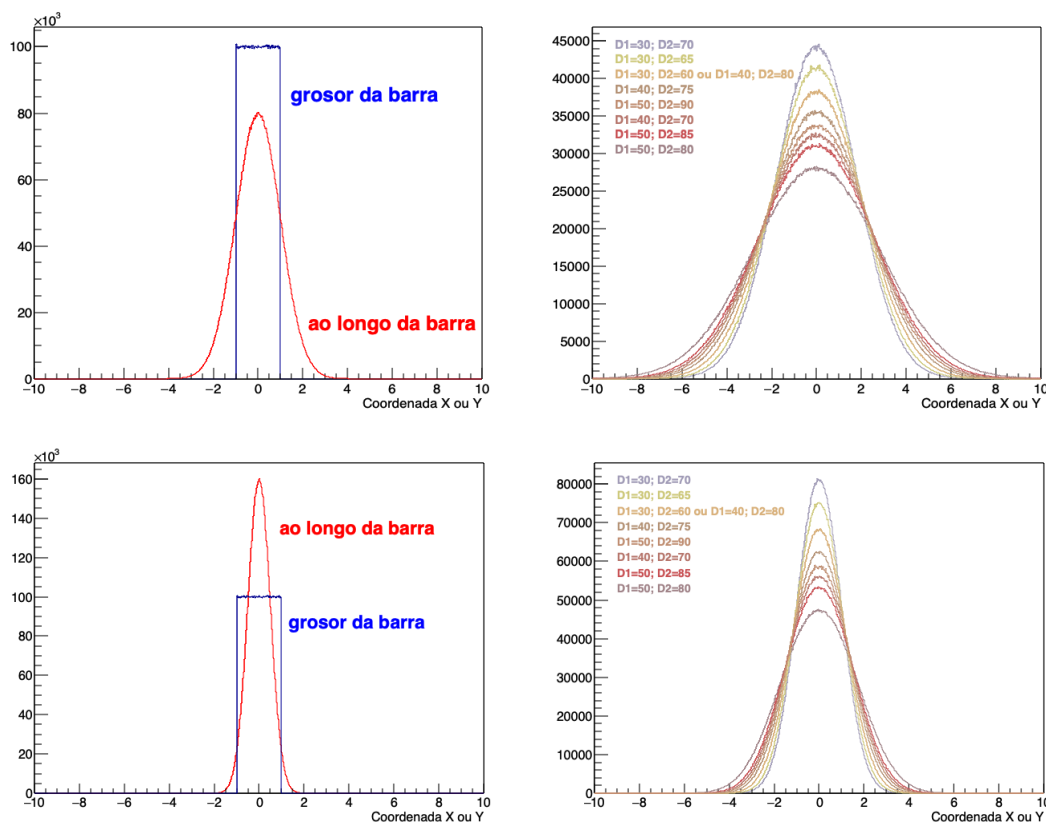 ×10³
100
80
60
40
20
0
grosor da barra
ao longo da barra
−10 −8 −6 −4 −2 0 2 4 6 8 10
Coordenada X ou Y
45000
40000
35000
30000
25000
20000
15000
10000
5000
0
D1=30; D2=70
D1=30; D2=65
D1=30; D2=60 ou D1=40; D2=80
D1=40; D2=75
D1=50; D2=90
D1=40; D2=70
D1=50; D2=85
D1=50; D2=80
−10 −8 −6 −4 −2 0 2 4 6 8 10
Coordenada X ou Y
×10³
160
140
120
100
80
60
40
20
0
ao longo da barra
grosor da barra
−10 −8 −6 −4 −2 0 2 4 6 8 10
Coordenada X ou Y
80000
70000
60000
50000
40000
30000
20000
10000
0
D1=30; D2=70
D1=30; D2=65
D1=30; D2=60 ou D1=40; D2=80
D1=40; D2=75
D1=50; D2=90
D1=40; D2=70
D1=50; D2=85
D1=50; D2=80
−10 −8 −6 −4 −2 0 2 4 6 8 10
Coordenada X ou Y